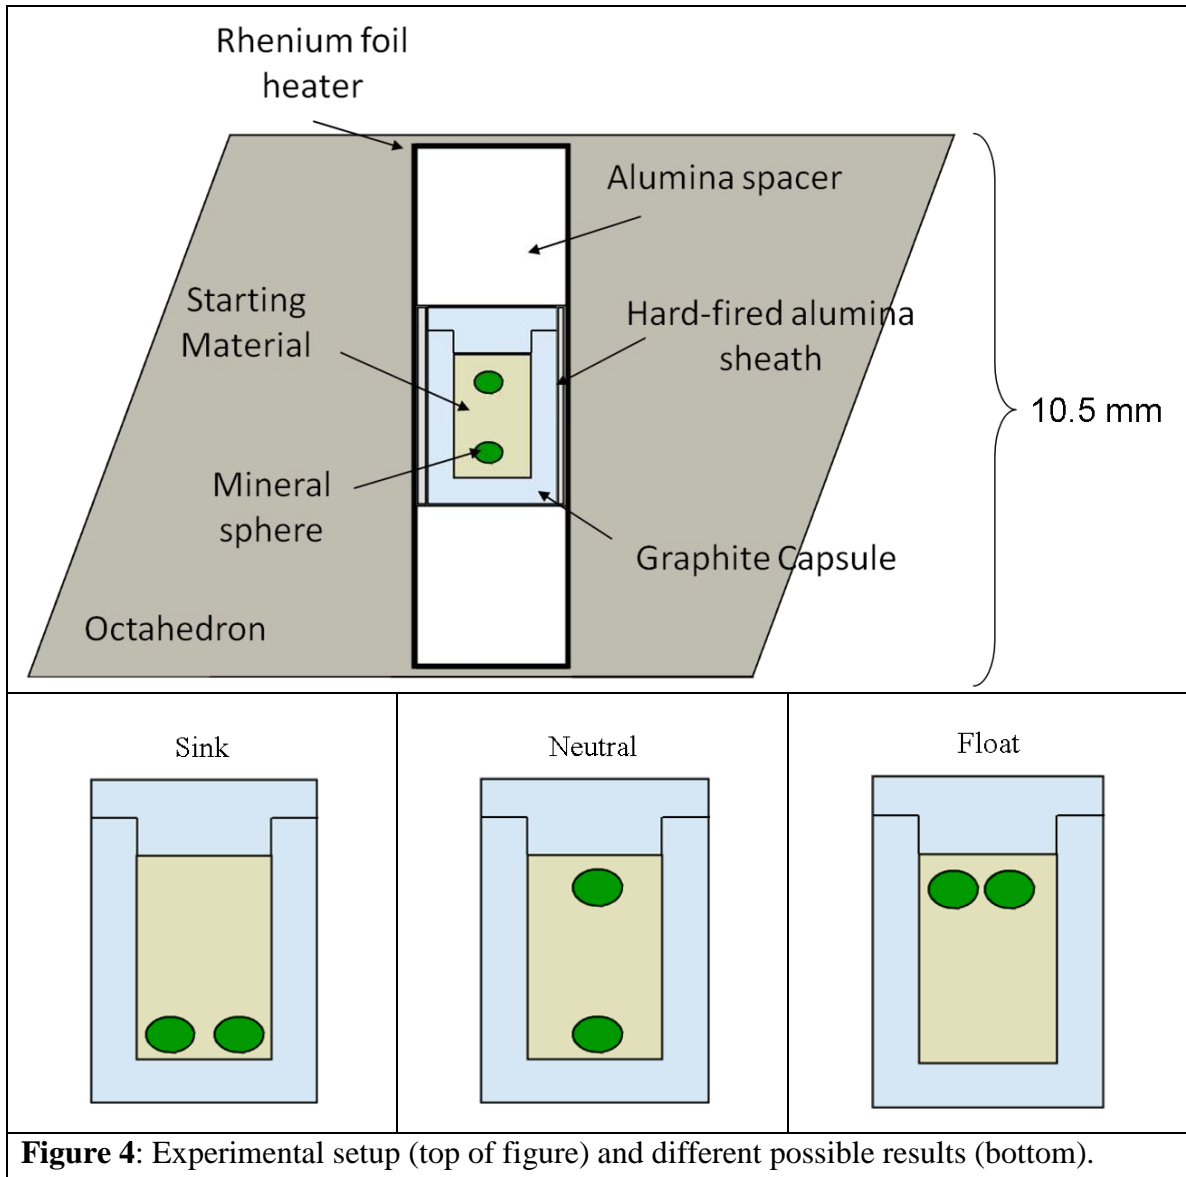 Rhenium foil
heater
Alumina spacer
Starting
Material
Hard-fired alumina
sheath
10.5 mm
Mineral
sphere
Graphite Capsule
Octahedron
Sink
Neutral
Float
Figure 4: Experimental setup (top of figure) and different possible results (bottom).